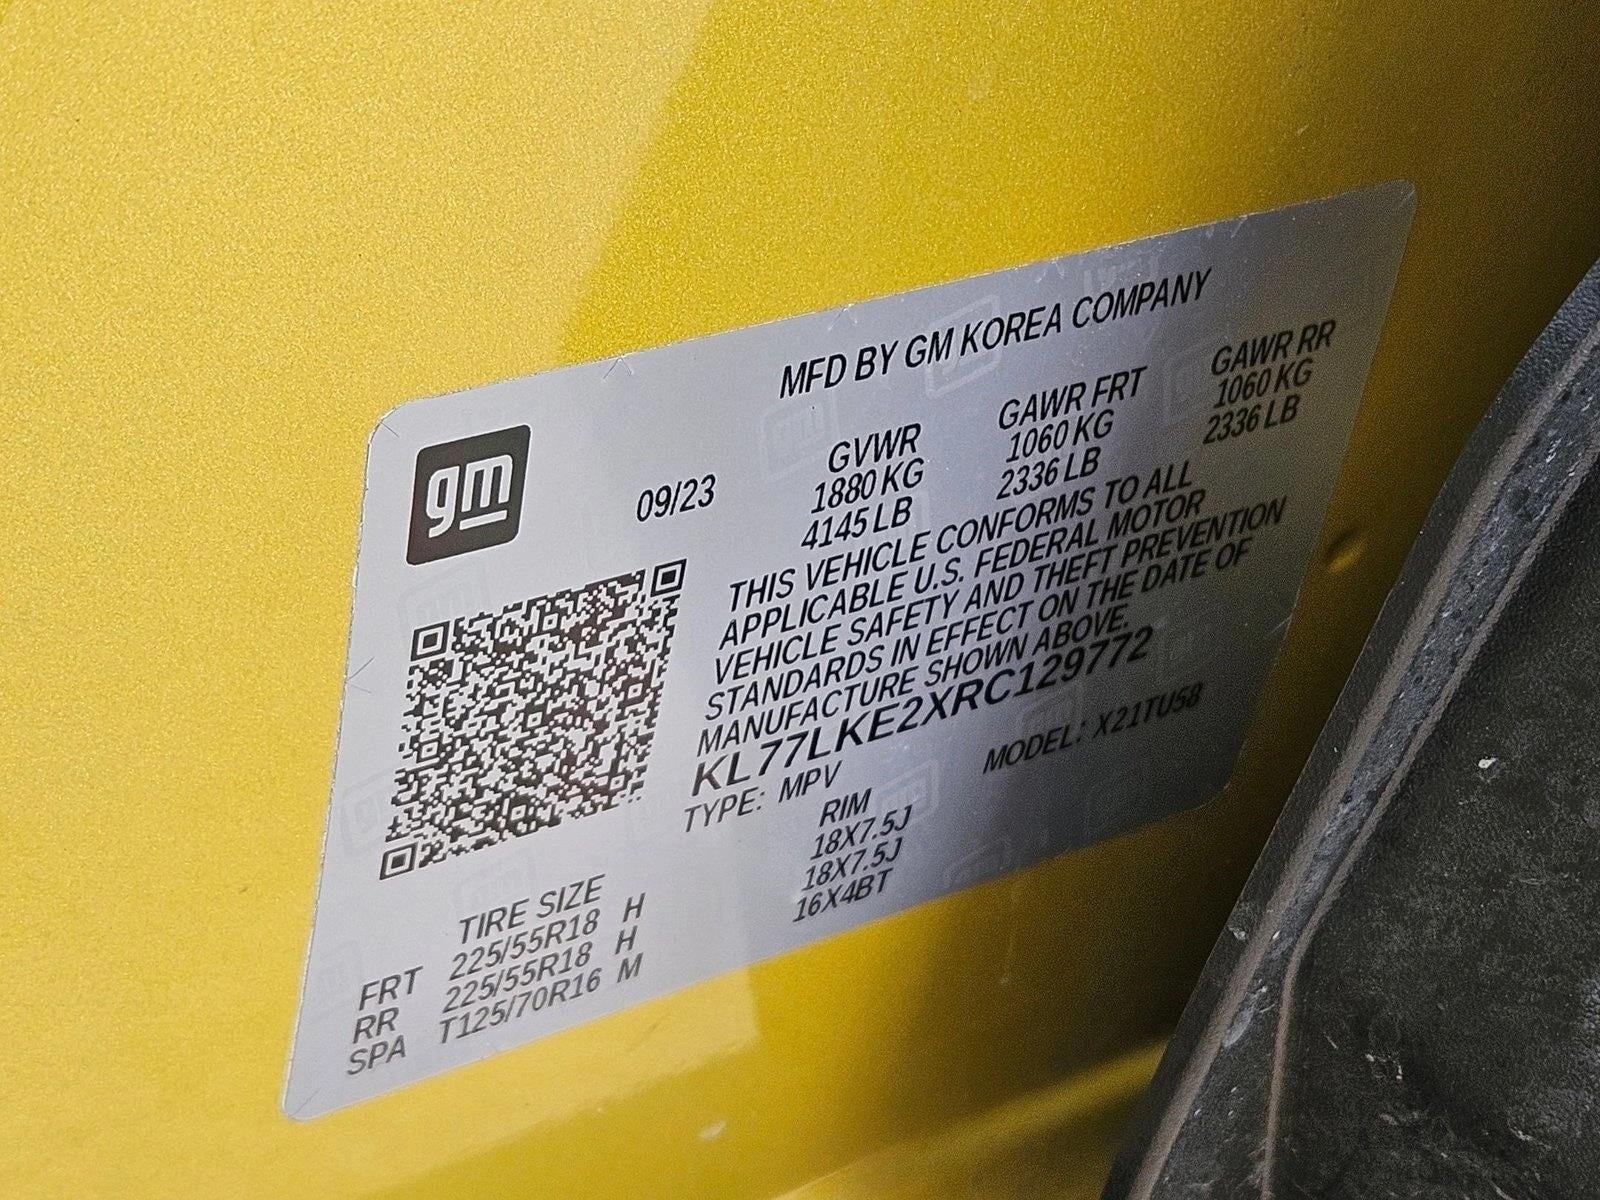 gm
MFD BY GM KOREA COMPANY
09/23
GVWR GAWR FRT GAWR RR
1880 KG 1060 KG 1060 KG
4145 LB 2336 LB 2336 LB
THIS VEHICLE CONFORMS TO ALL
APPLICABLE U.S. FEDERAL MOTOR
VEHICLE SAFETY AND THEFT PREVENTION
STANDARDS IN EFFECT ON THE DATE OF
MANUFACTURE SHOWN ABOVE.
KL77LKE2XRC129772
TYPE: MPV MODEL: X21TU58
TIRE SIZE RIM
FRT 225/55R18 H 18X7.5J
RR 225/55R18 H 18X7.5J
SPA T125/70R16 M 16X4BT